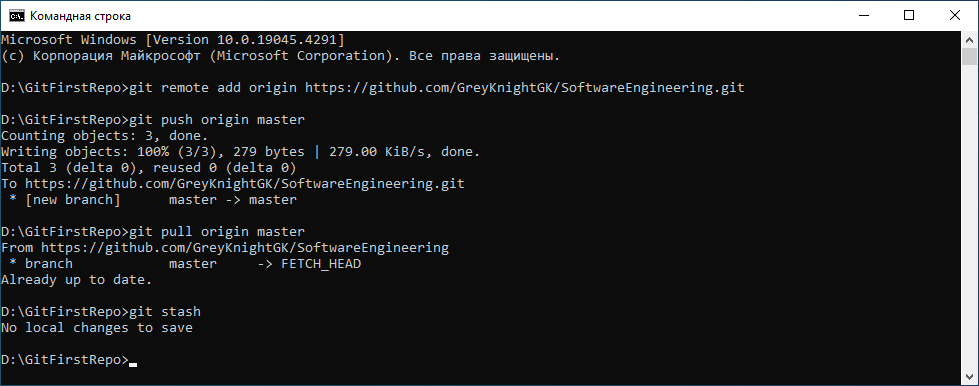 Командная строка
Microsoft Windows [Version 10.0.19045.4291]
(c) Корпорация Майкрософт (Microsoft Corporation). Все права защищены.
D:\GitFirstRepo>git remote add origin https://github.com/GreyKnightGK/SoftwareEngineering.git
D:\GitFirstRepo>git push origin master
Counting objects: 3, done.
Writing objects: 100% (3/3), 279 bytes | 279.00 KiB/s, done.
Total 3 (delta 0), reused 0 (delta 0)
To https://github.com/GreyKnightGK/SoftwareEngineering.git
 * [new branch]      master -> master
D:\GitFirstRepo>git pull origin master
From https://github.com/GreyKnightGK/SoftwareEngineering
 * branch            master     -> FETCH_HEAD
Already up to date.
D:\GitFirstRepo>git stash
No local changes to save
D:\GitFirstRepo>